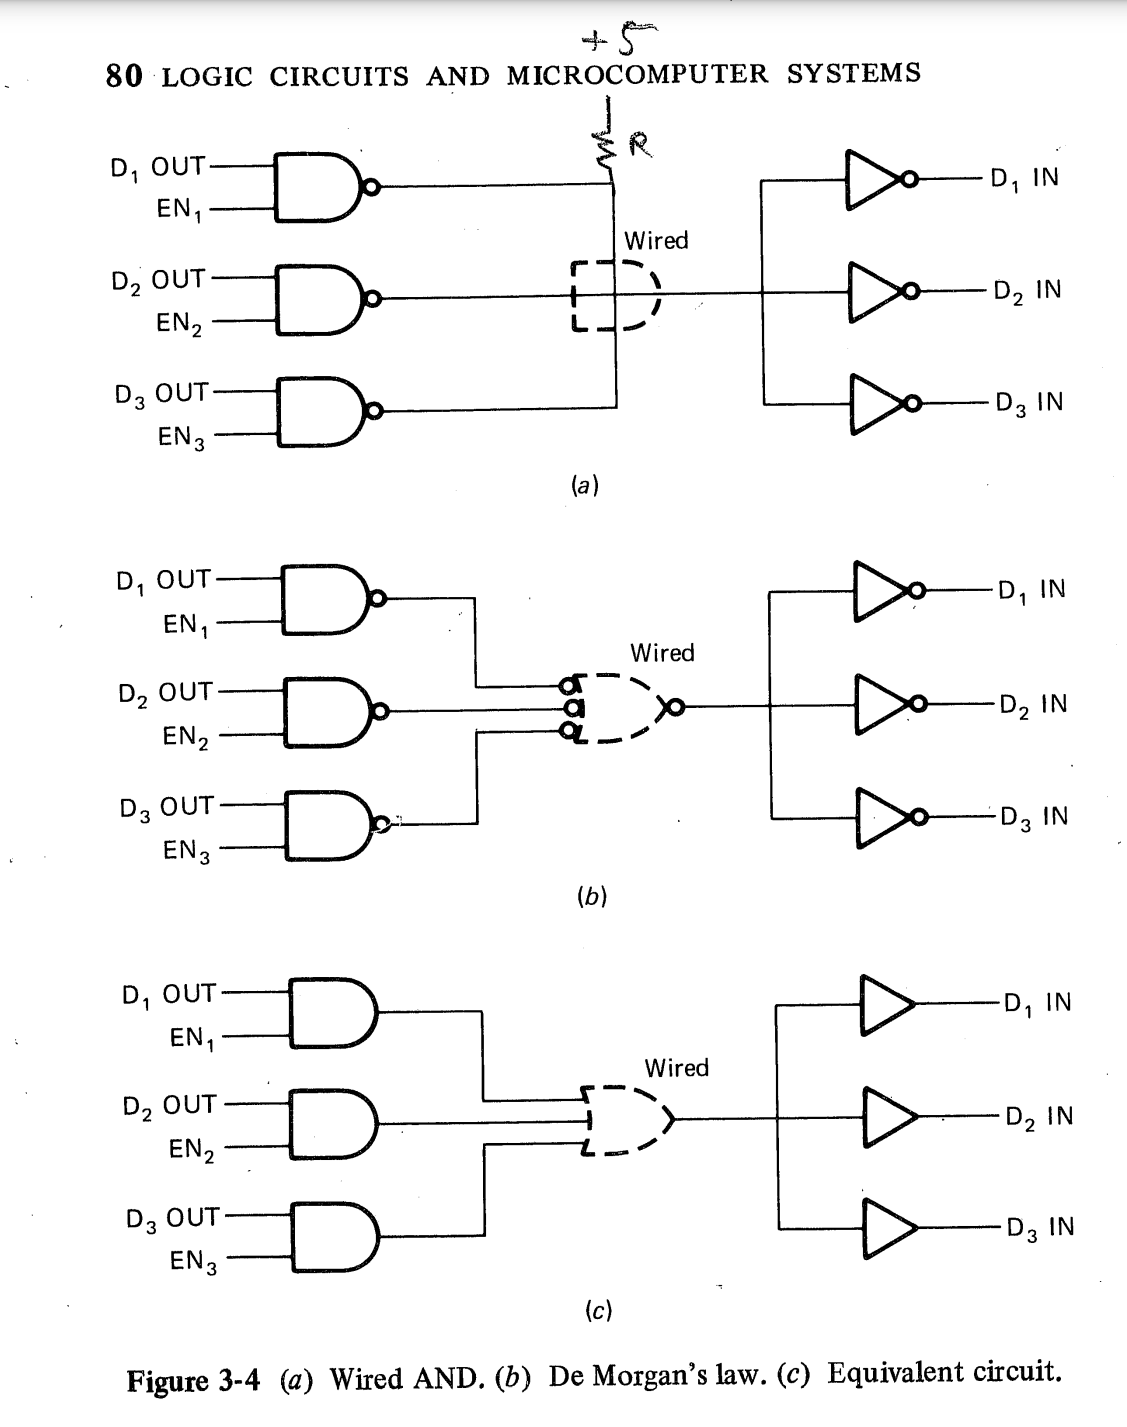 +5
80 LOGIC CIRCUITS AND MICROCOMPUTER SYSTEMS
R
D₁ OUT
EN₁
D₂ OUT
EN₂
D₃ OUT
EN₃
Wired
D₁ IN
D₂ IN
D₃ IN
(a)
D₁ OUT
EN₁
D₂ OUT
EN₂
D₃ OUT
EN₃
Wired
D₁ IN
D₂ IN
D₃ IN
(b)
D₁ OUT
EN₁
D₂ OUT
EN₂
D₃ OUT
EN₃
Wired
D₁ IN
D₂ IN
D₃ IN
(c)
Figure 3-4 (a) Wired AND. (b) De Morgan's law. (c) Equivalent circuit.